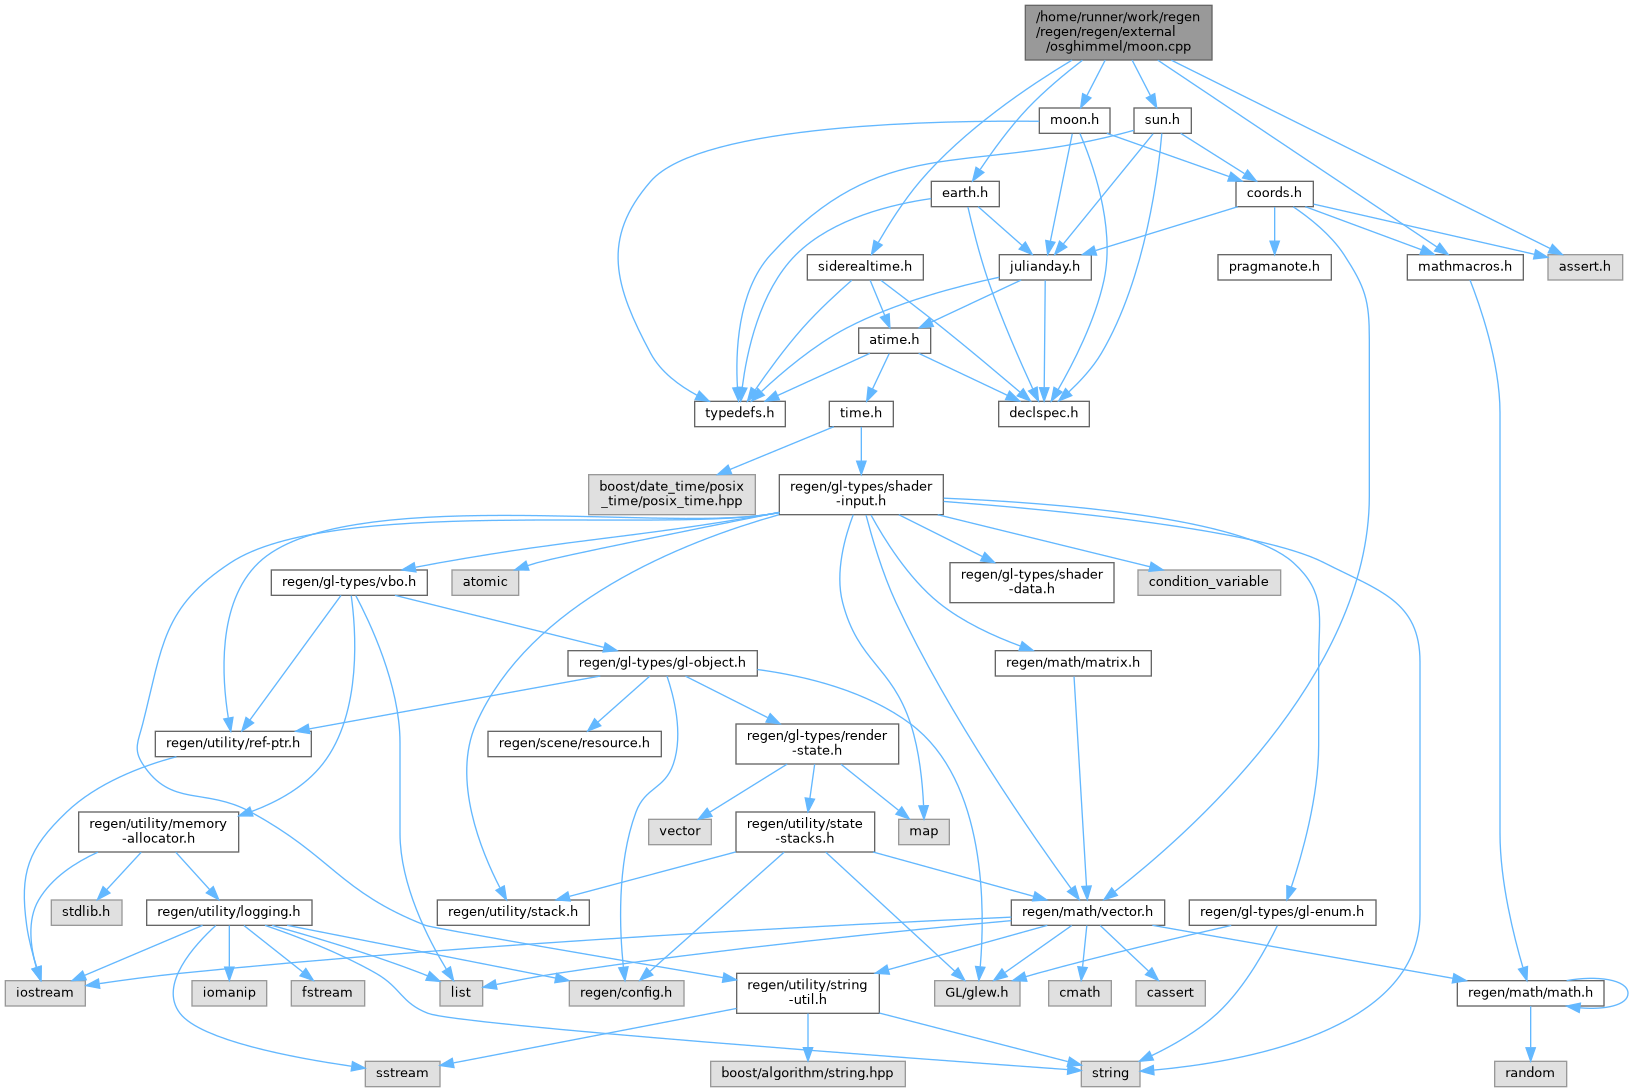 /home/runner/work/regen
/regen/regen/external
/osghimmel/moon.cpp
moon.h
sun.h
earth.h
coords.h
siderealtime.h
julianday.h
pragmanote.h
mathmacros.h
assert.h
atime.h
typedefs.h
time.h
declspec.h
boost/date_time/posix
_time/posix_time.hpp
regen/gl-types/shader
-input.h
regen/gl-types/vbo.h
atomic
regen/gl-types/shader
-data.h
condition_variable
regen/gl-types/gl-object.h
regen/math/matrix.h
regen/utility/ref-ptr.h
regen/scene/resource.h
regen/gl-types/render
-state.h
regen/utility/memory
-allocator.h
vector
regen/utility/state
-stacks.h
map
stdlib.h
regen/utility/logging.h
regen/utility/stack.h
regen/math/vector.h
regen/gl-types/gl-enum.h
iostream
iomanip
fstream
list
regen/config.h
regen/utility/string
-util.h
GL/glew.h
cmath
cassert
regen/math/math.h
sstream
boost/algorithm/string.hpp
string
random